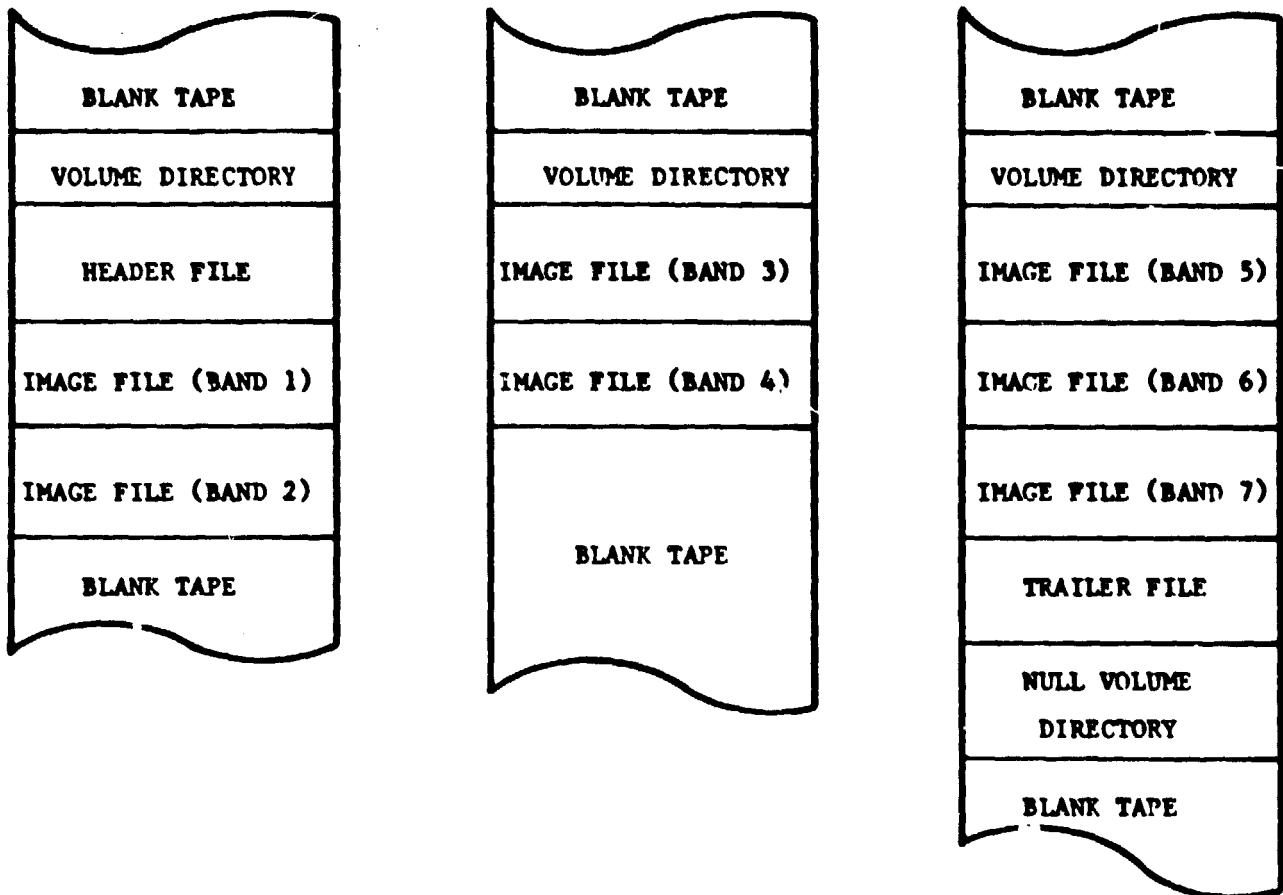 BLANK TAPE
VOLUME DIRECTORY
HEADER FILE
IMAGE FILE (BAND 1)
IMAGE FILE (BAND 2)
BLANK TAPE
BLANK TAPE
VOLUME DIRECTORY
IMAGE FILE (BAND 3)
IMAGE FILE (BAND 4)
BLANK TAPE
BLANK TAPE
VOLUME DIRECTORY
IMAGE FILE (BAND 5)
IMAGE FILE (BAND 6)
IMAGE FILE (BAND 7)
TRAILER FILE
NULL VOLUME
DIRECTORY
BLANK TAPE